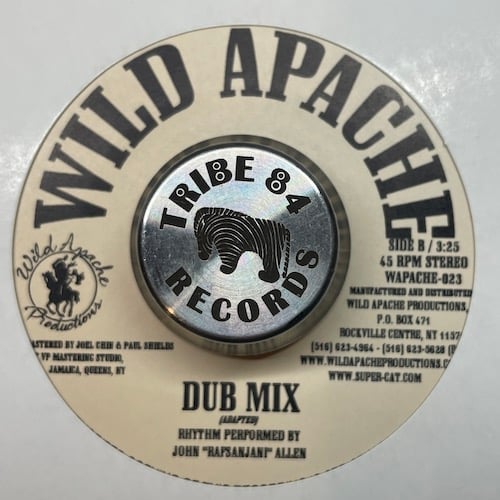 WILD APACHE
TRIBE 84
RECORDS
Wild Apache
Productions
SIDE B / 3:25
45 RPM STEREO
WAPACHE-023
MANUFACTURED AND DISTRIBUTED
WILD APACHE PRODUCTIONS,
P.O. BOX 471
ROCKVILLE CENTRE, NY 1157
(516) 623-4964 - (516) 623-5628 (
WWW.WILDAPACHEPRODUCTIONS.C
WWW.SUPER-CAT.COM
ASTERED BY JOEL CHIN & PAUL SHIELDS
VP MASTERING STUDIO,
JAMAICA, QUEENS, NY
DUB MIX
(ADAPTED)
RHYTHM PERFORMED BY
JOHN "RAFSANJANI" ALLEN